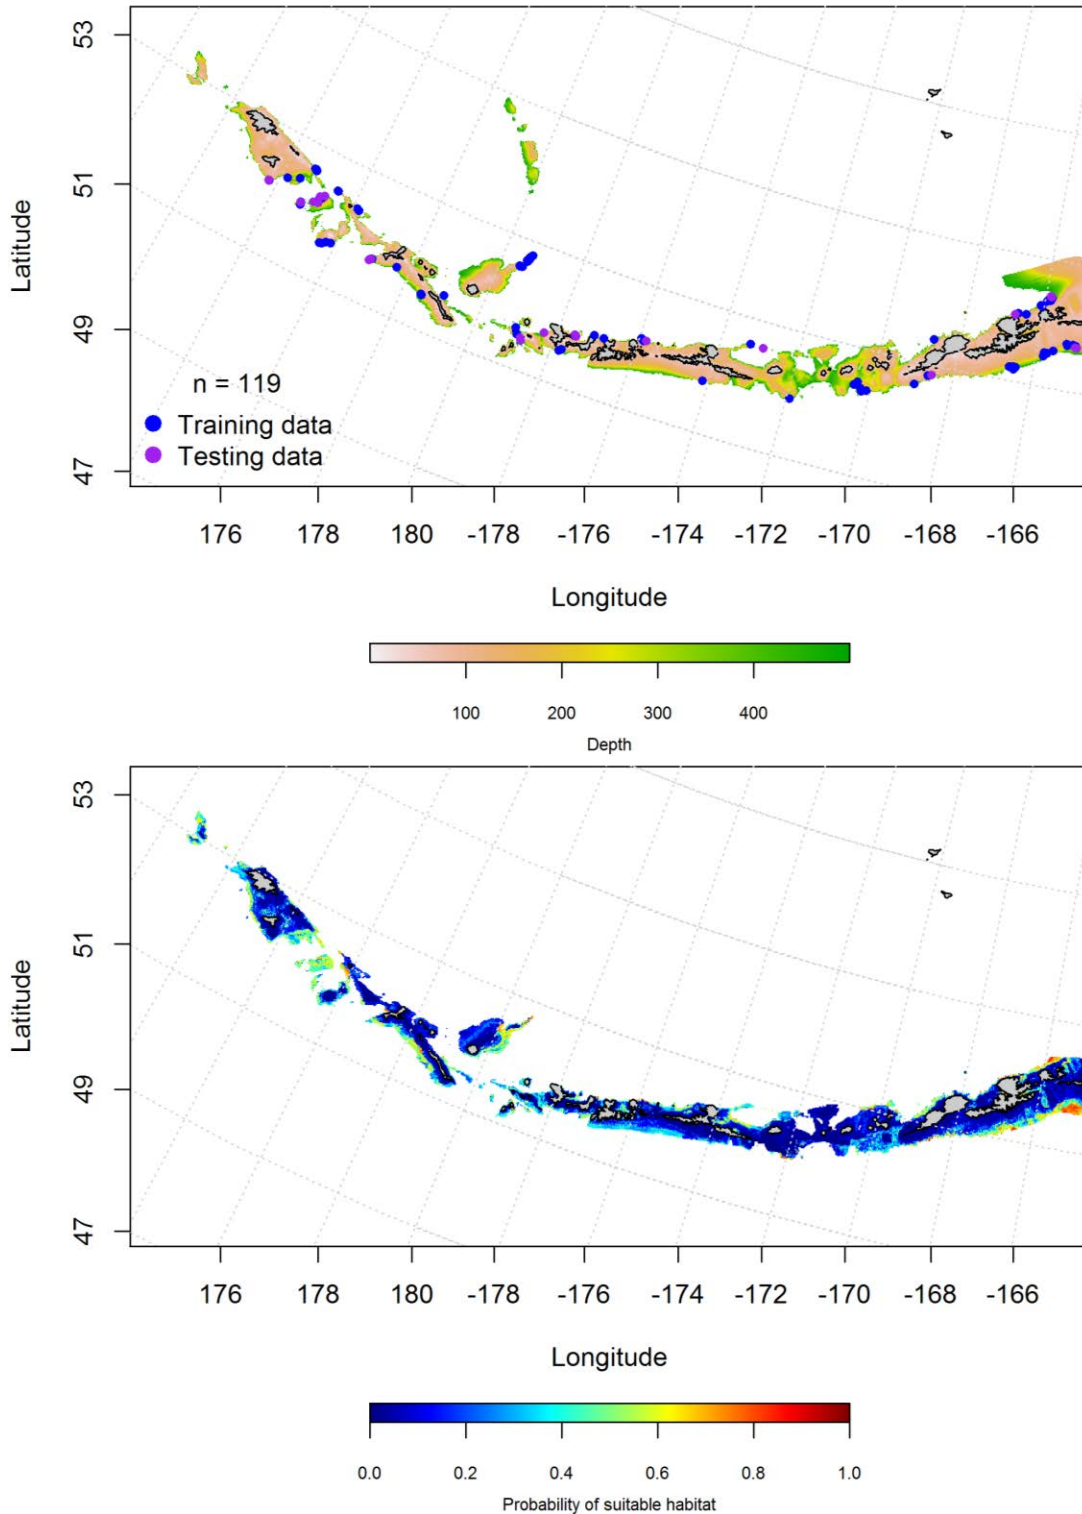 53
51
49
47
Latitude
n = 119
Training data
Testing data
176 178 180 -178 -176 -174 -172 -170 -168 -166
Longitude
100 200 300 400
Depth
53
51
49
47
Latitude
176 178 180 -178 -176 -174 -172 -170 -168 -166
Longitude
0.0 0.2 0.4 0.6 0.8 1.0
Probability of suitable habitat